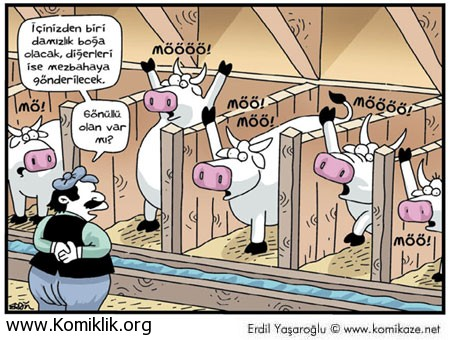 İçinizden biri
damızlık boğa
olacak, diğerleri
ise mezbahaya
gönderilecek.
Gönüllü
olan var
mı?
MÖ!
MÖÖÖÖ!
MÖÖ!
MÖÖ!
MÖÖÖÖ!
MÖÖ!
www.Komiklik.org
Erdil Yaşaroğlu © www.komikaze.net